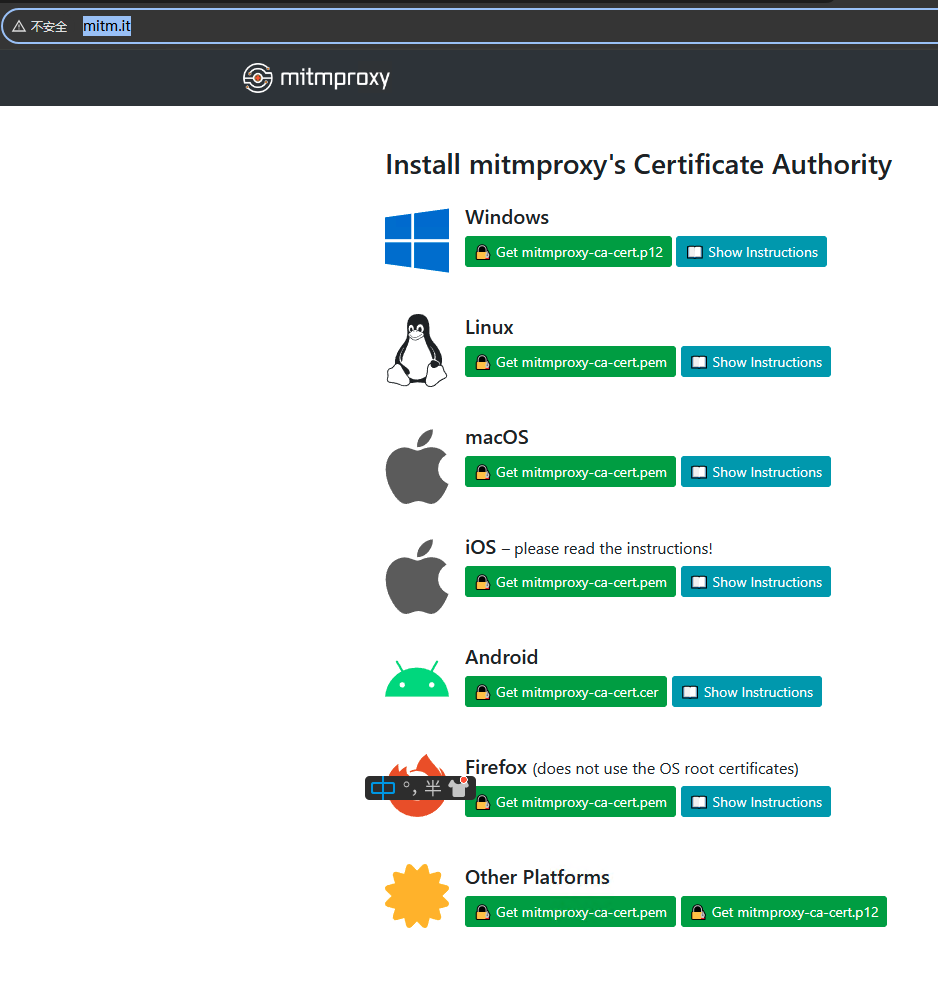 不安全 mitm.it
mitmproxy
Install mitmproxy's Certificate Authority
Windows
Get mitmproxy-ca-cert.p12 Show Instructions
Linux
Get mitmproxy-ca-cert.pem Show Instructions
macOS
Get mitmproxy-ca-cert.pem Show Instructions
iOS – please read the instructions!
Get mitmproxy-ca-cert.pem Show Instructions
Android
Get mitmproxy-ca-cert.cer Show Instructions
Firefox (does not use the OS root certificates)
中 °, 半
Get mitmproxy-ca-cert.pem Show Instructions
Other Platforms
Get mitmproxy-ca-cert.pem Get mitmproxy-ca-cert.p12